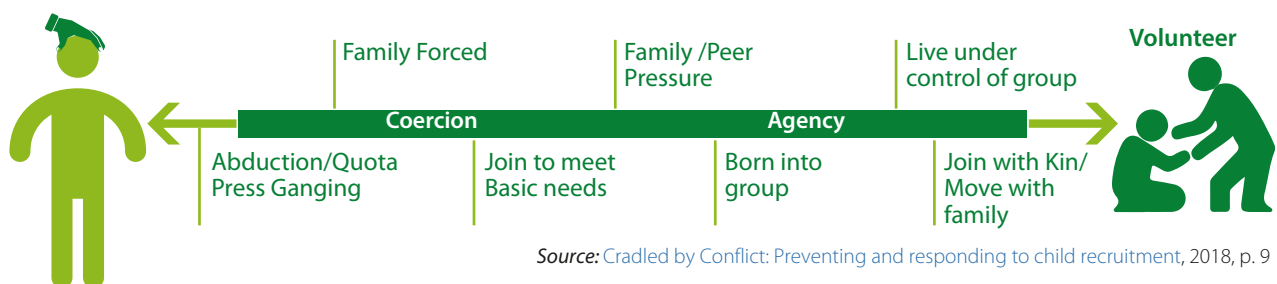 Volunteer
Family Forced
Family /Peer
Pressure
Live under
control of group
Coercion
Agency
Abduction/Quota
Press Ganging
Join to meet
Basic needs
Born into
group
Join with Kin/
Move with
family
Source: Cradled by Conflict: Preventing and responding to child recruitment, 2018, p. 9